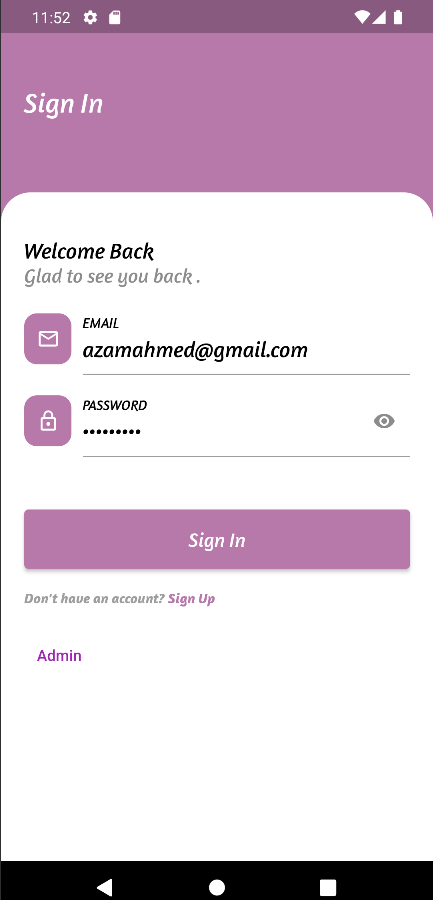 11:52
Sign In
Welcome Back
Glad to see you back .
EMAIL
azamahmed@gmail.com
PASSWORD
•••••••••
Sign In
Don't have an account? Sign Up
Admin